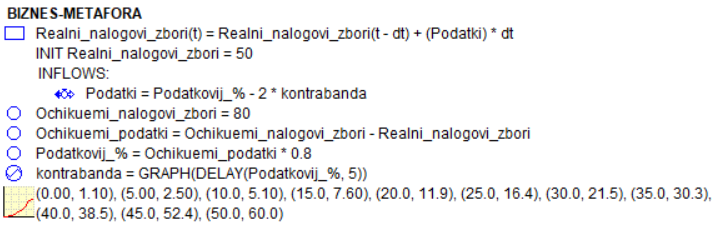 BIZNES-METAFORA
Realni_nalogovi_zbori(t) = Realni_nalogovi_zbori(t - dt) + (Podatki) * dt
INIT Realni_nalogovi_zbori = 50
INFLOWS:
Podatki = Podatkovij_% - 2 * kontrabanda
Ochikuemi_nalogovi_zbori = 80
Ochikuemi_podatki = Ochikuemi_nalogovi_zbori - Realni_nalogovi_zbori
Podatkovij_% = Ochikuemi_podatki * 0.8
kontrabanda = GRAPH(DELAY(Podatkovij_%, 5))
(0.00, 1.10), (5.00, 2.50), (10.0, 5.10), (15.0, 7.60), (20.0, 11.9), (25.0, 16.4), (30.0, 21.5), (35.0, 30.3),
(40.0, 38.5), (45.0, 52.4), (50.0, 60.0)